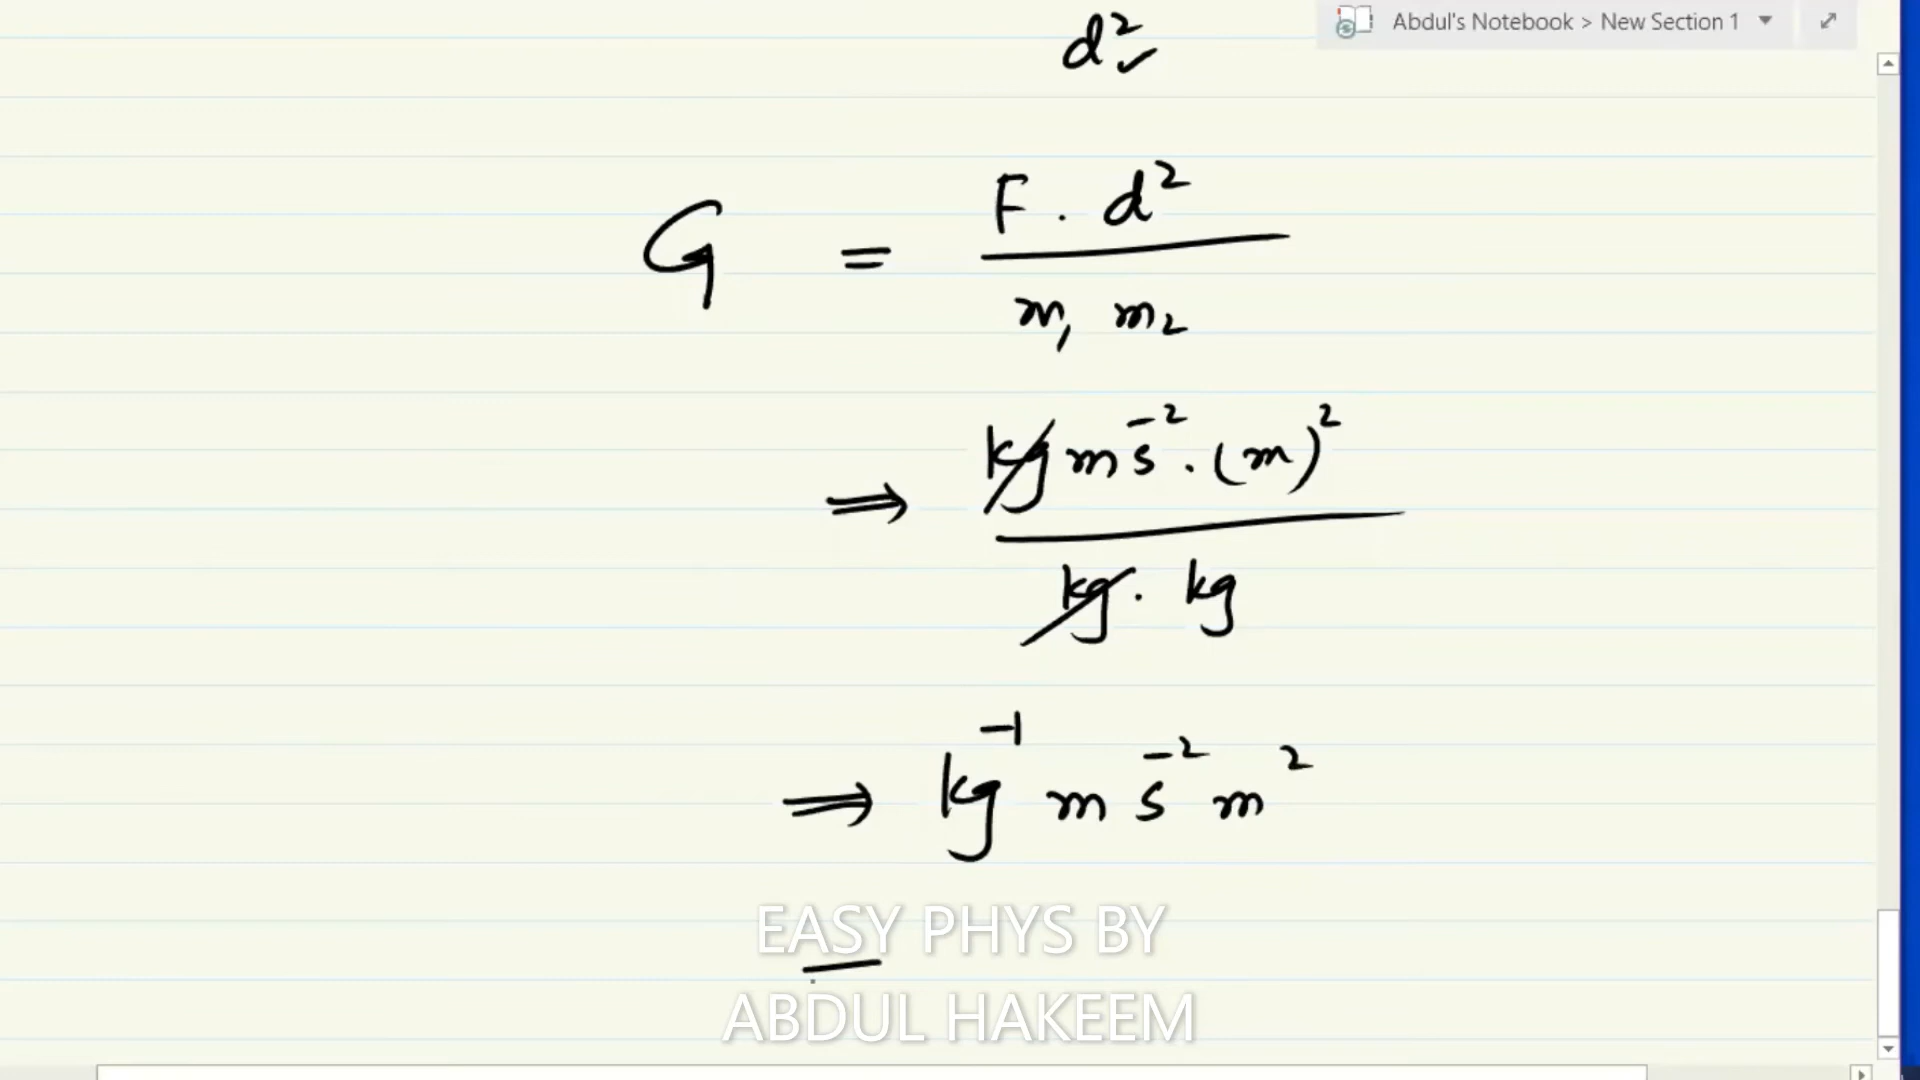 Abdul's Notebook > New Section 1
d²
G = F . d² / m₁ m₂
⇒ kg m s⁻² . (m)² / kg . kg
⇒ kg⁻¹ m s⁻² m²
EASY PHYS BY
ABDUL HAKEEM